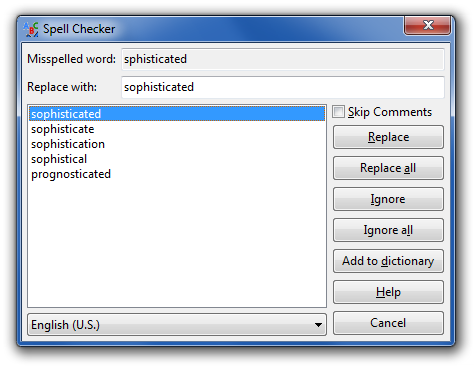 Spell Checker
Misspelled word: sphisticated
Replace with: sophisticated
sophisticated
sophisticate
sophistication
sophistical
prognosticated
Skip Comments
Replace
Replace all
Ignore
Ignore all
Add to dictionary
Help
English (U.S.)
Cancel